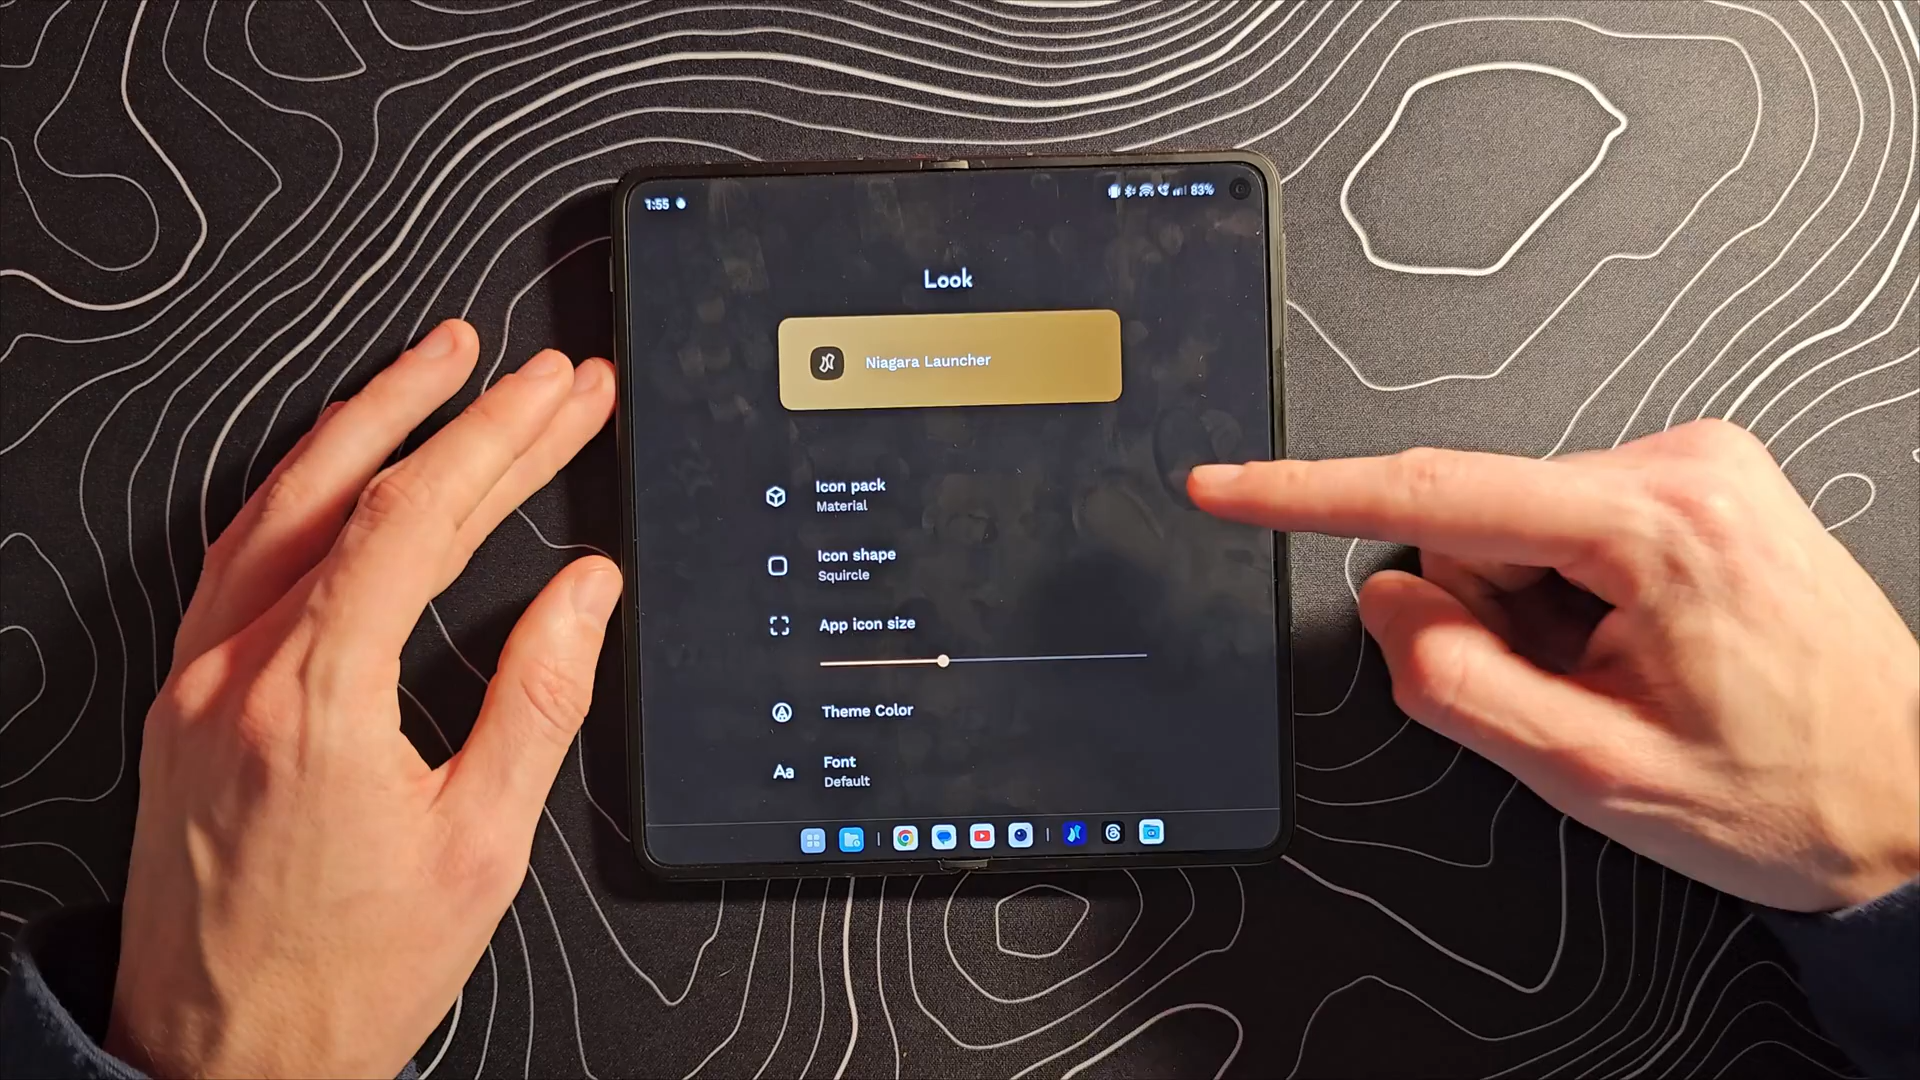 1:55
83%
Look
Niagara Launcher
Icon pack
Material
Icon shape
Squircle
App icon size
Theme Color
Aa
Font
Default